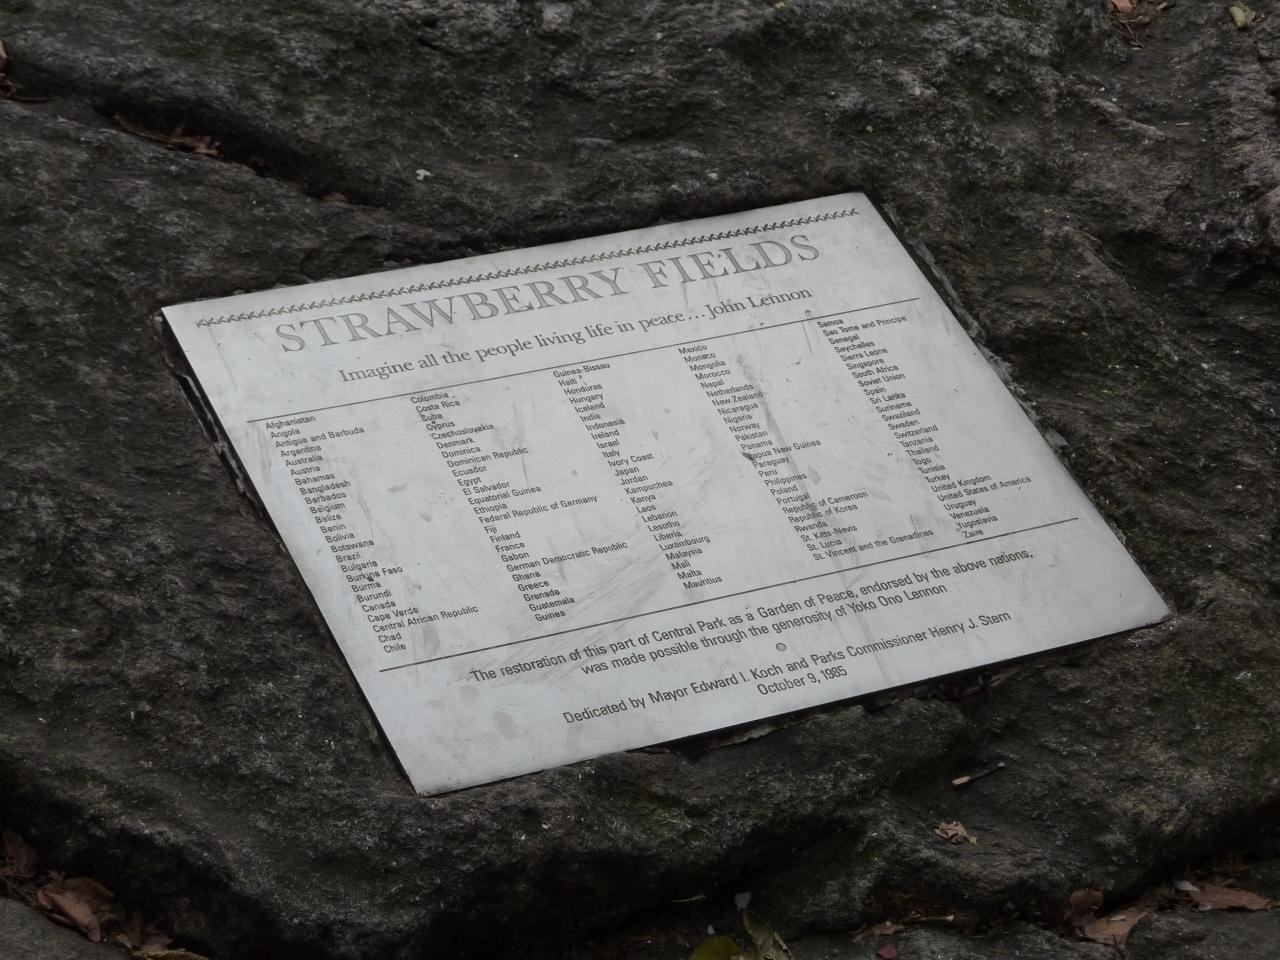 STRAWBERRY FIELDS
Imagine all the people living life in peace...John Lennon
Afghanistan
Angola
Antigua and Barbuda
Argentina
Australia
Austria
Bahamas
Bangladesh
Barbados
Belgium
Belize
Benin
Bolivia
Botswana
Brazil
Bulgaria
Burkina Faso
Burma
Burundi
Canada
Cape Verde
Central African Republic
Chad
Chile
Colombia
Costa Rica
Cuba
Cyprus
Czechoslovakia
Denmark
Dominica
Dominican Republic
Ecuador
Egypt
El Salvador
Equatorial Guinea
Ethiopia
Federal Republic of Germany
Fiji
Finland
France
Gabon
German Democratic Republic
Ghana
Greece
Grenada
Guatemala
Guinea
Guinea-Bissau
Haiti
Honduras
Hungary
Iceland
India
Indonesia
Ireland
Israel
Italy
Ivory Coast
Japan
Jordan
Kampuchea
Kenya
Laos
Lebanon
Lesotho
Liberia
Luxembourg
Malaysia
Mali
Malta
Mauritius
Mexico
Monaco
Mongolia
Morocco
Nepal
Netherlands
New Zealand
Nicaragua
Nigeria
Norway
Pakistan
Panama
Papua New Guinea
Paraguay
Peru
Philippines
Poland
Portugal
Republic of Cameroon
Republic of Korea
Rwanda
St. Kitts-Nevis
St. Lucia
St. Vincent and the Grenadines
Samoa
Sao Tome and Principe
Senegal
Seychelles
Sierra Leone
Singapore
South Africa
Soviet Union
Spain
Sri Lanka
Suriname
Swaziland
Sweden
Switzerland
Tanzania
Thailand
Togo
Tunisia
Turkey
United Kingdom
United States of America
Uruguay
Venezuela
Yugoslavia
Zaire
The restoration of this part of Central Park as a Garden of Peace, endorsed by the above nations,
was made possible through the generosity of Yoko Ono Lennon
Dedicated by Mayor Edward I. Koch and Parks Commissioner Henry J. Stern
October 9, 1985